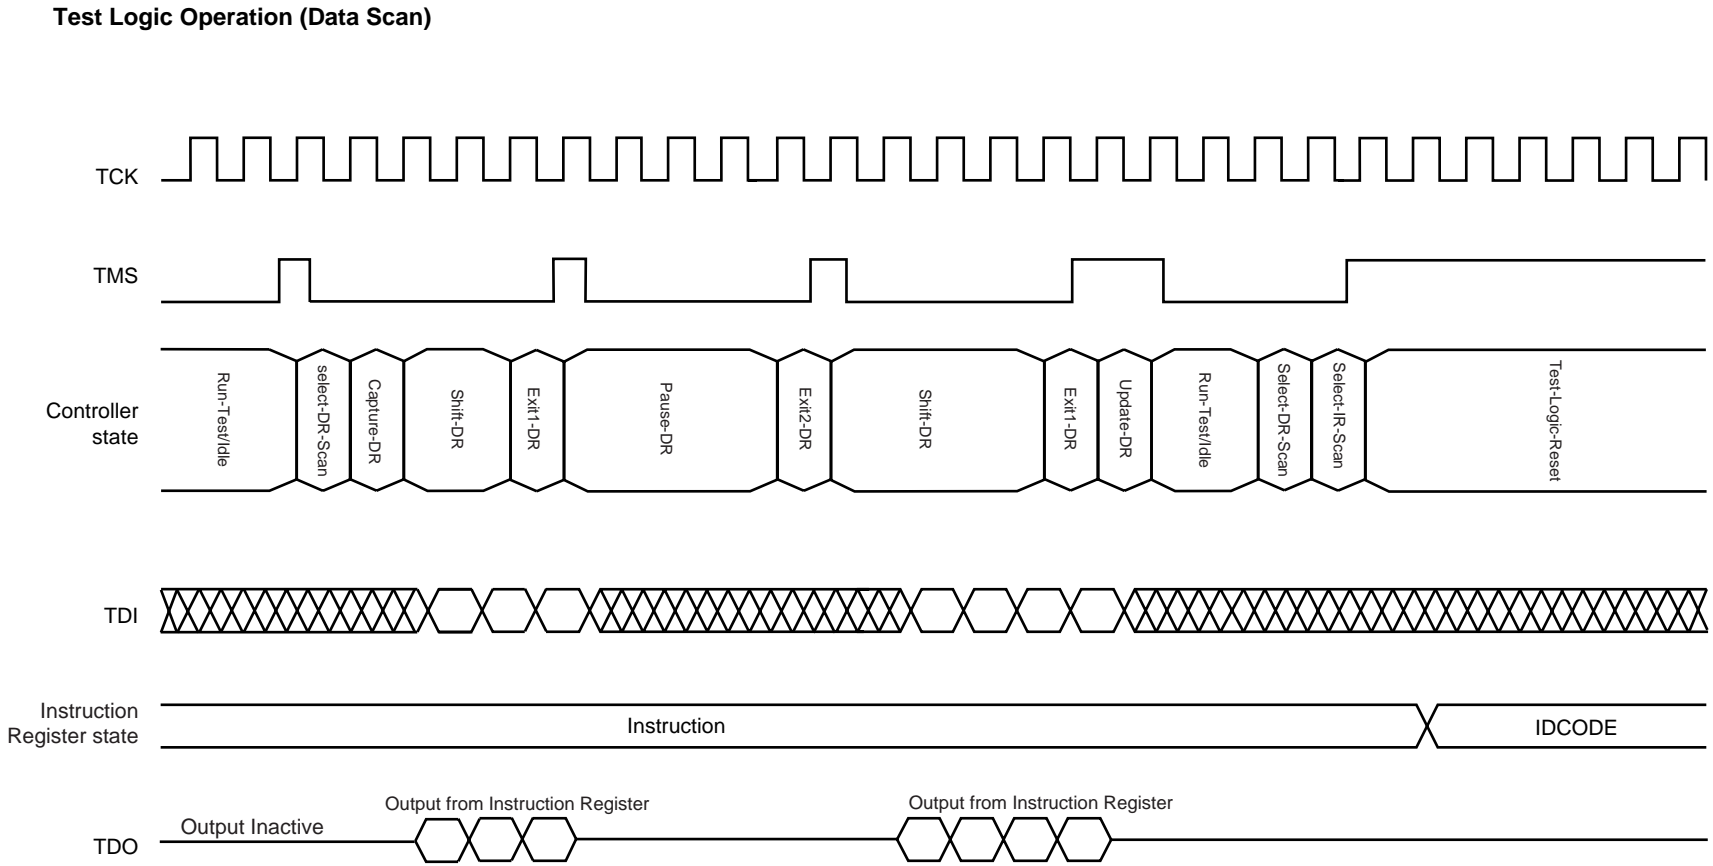 Test Logic Operation (Data Scan)
TCK
TMS
Controller
state
Run-Test/Idle
select-DR-Scan
Capture-DR
Shift-DR
Exit1-DR
Pause-DR
Exit2-DR
Shift-DR
Exit1-DR
Update-DR
Run-Test/Idle
Select-DR-Scan
Select-IR-Scan
Test-Logic-Reset
TDI
Instruction
Register state
Instruction
IDCODE
Output from Instruction Register
Output from Instruction Register
Output Inactive
TDO